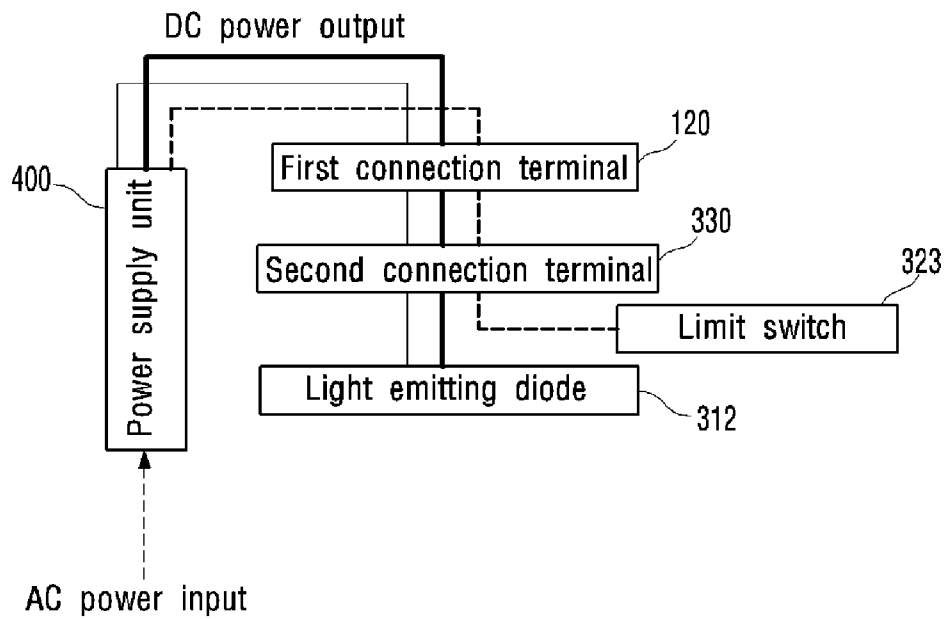 DC power output
120
First connection terminal
400
Power supply unit
330
Second connection terminal
323
Limit switch
Light emitting diode
312
AC power input